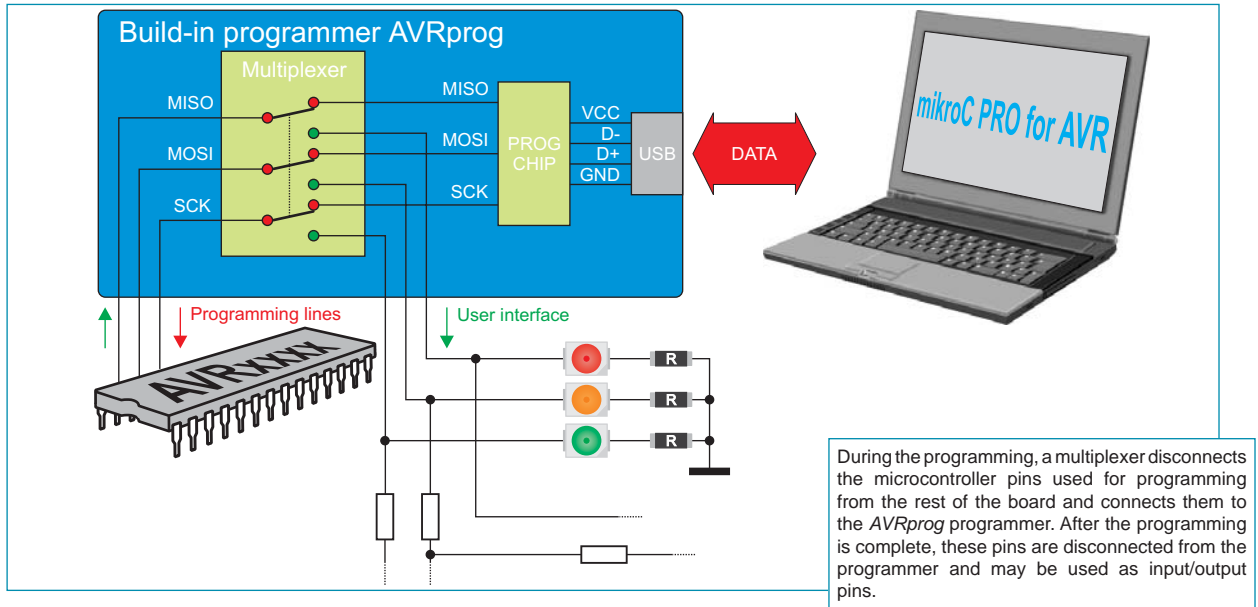 Build-in programmer AVRprog
Multiplexer
MISO
MOSI
SCK
MISO
MOSI
SCK
PROG
CHIP
VCC
D-
D+
GND
USB
DATA
mikroC PRO for AVR
Programming lines
User interface
AVRxxxx
R
R
R
During the programming, a multiplexer disconnects
the microcontroller pins used for programming
from the rest of the board and connects them to
the AVRprog programmer. After the programming
is complete, these pins are disconnected from the
programmer and may be used as input/output
pins.